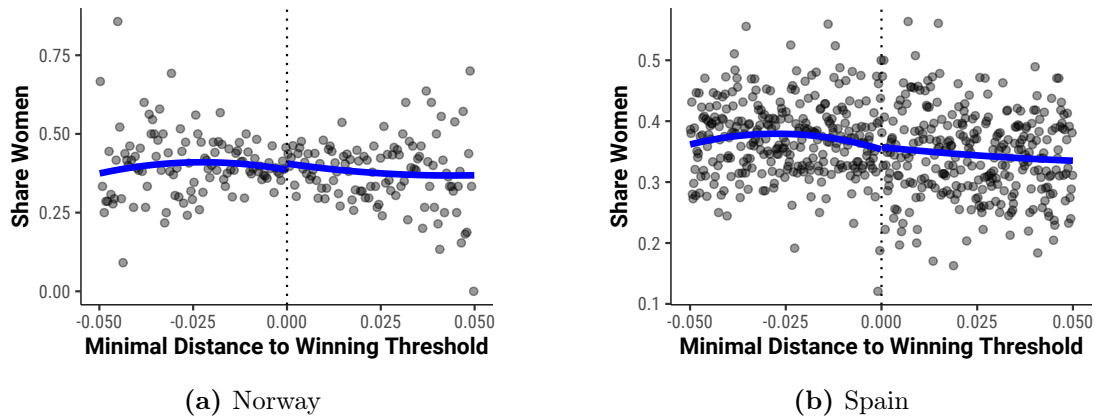 Share Women
0.75
0.50
0.25
0.00
-0.050 -0.025 0.000 0.025 0.050
Minimal Distance to Winning Threshold
(a) Norway
Share Women
0.5
0.4
0.3
0.2
0.1
-0.050 -0.025 0.000 0.025 0.050
Minimal Distance to Winning Threshold
(b) Spain